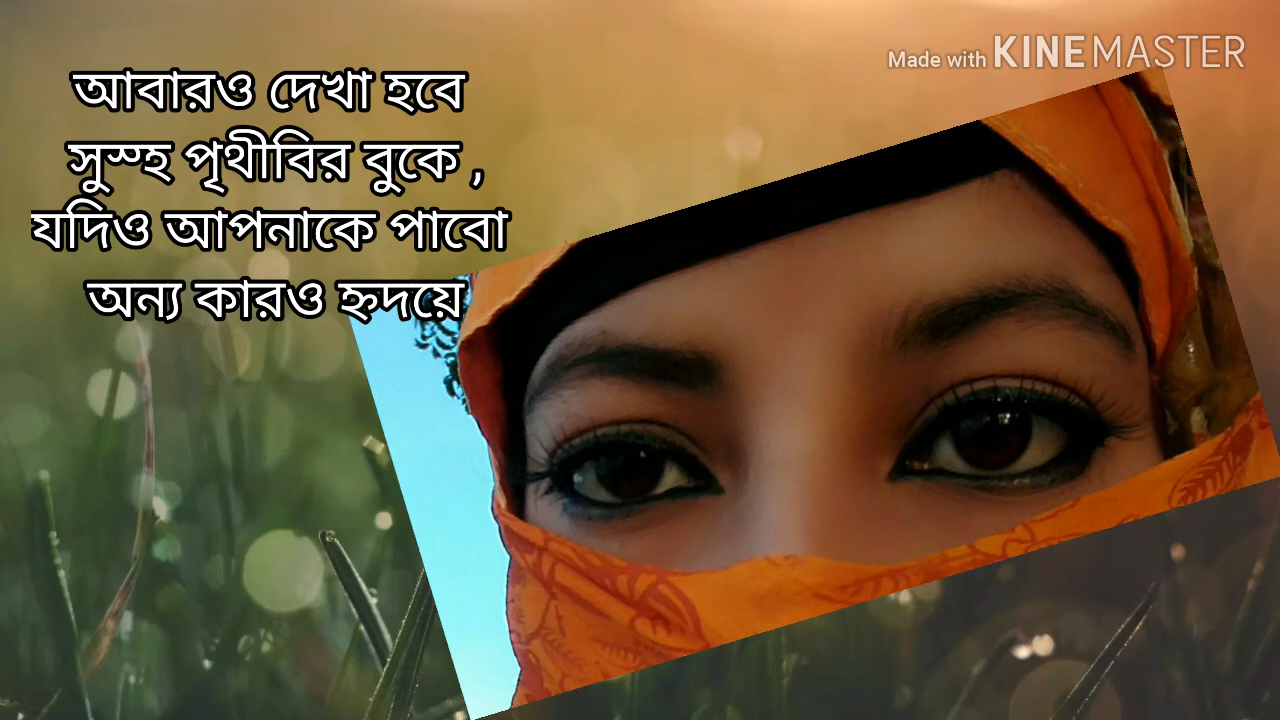 Made with KINEMASTER
আবারও দেখা হবে
সুস্হ পৃথীবির বুকে ,
যদিও আপনাকে পাবো
অন্য কারও হৃদয়ে